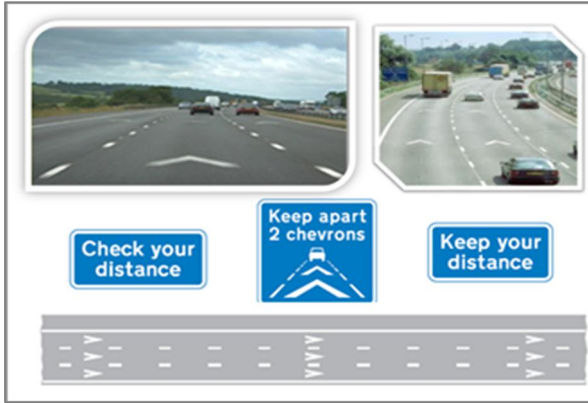 Keep apart
2 chevrons
Check your
distance
Keep your
distance